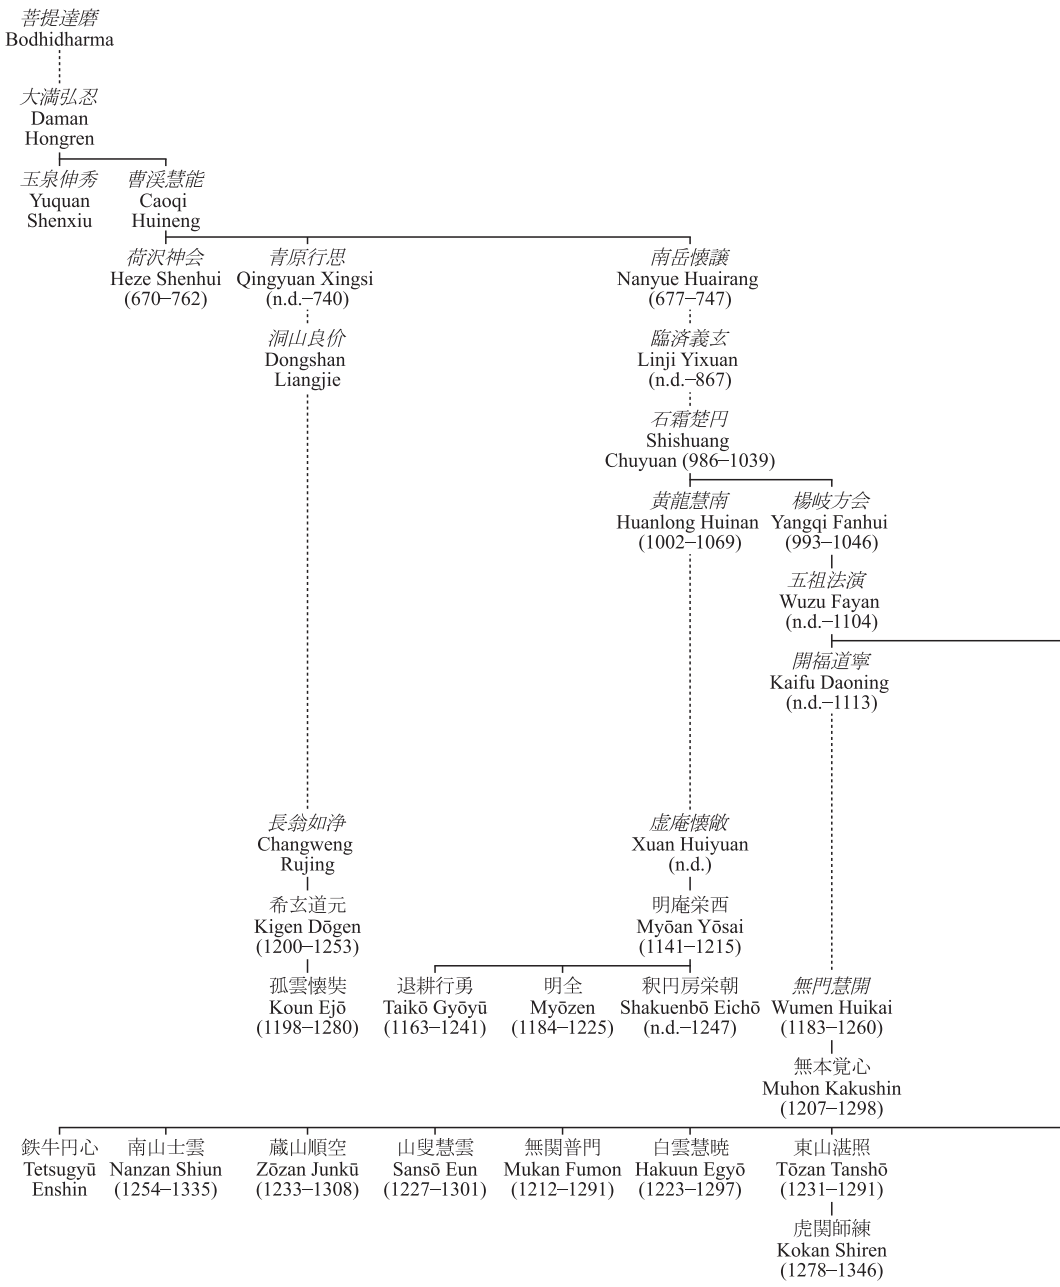 菩提達磨
Bodhidharma
大満弘忍
Daman
Hongren
玉泉伸秀
Yuquan
Shenxiu
曹渓慧能
Caoqi
Huineng
荷沢神会
Heze Shenhui
(670–762)
青原行思
Qingyuan Xingsi
(n.d.–740)
南岳懐譲
Nanyue Huairang
(677–747)
洞山良价
Dongshan
Liangjie
臨済義玄
Linji Yixuan
(n.d.–867)
石霜楚円
Shishuang
Chuyuan (986–1039)
黄龍慧南
Huanlong Huinan
(1002–1069)
楊岐方会
Yangqi Fanhui
(993–1046)
五祖法演
Wuzu Fayan
(n.d.–1104)
開福道寧
Kaifu Daoning
(n.d.–1113)
長翁如浄
Changweng
Rujing
虚庵懐敞
Xuan Huiyuan
(n.d.)
希玄道元
Kigen Dōgen
(1200–1253)
明庵栄西
Myōan Yōsai
(1141–1215)
孤雲懐奘
Koun Ejō
(1198–1280)
退耕行勇
Taikō Gyōyū
(1163–1241)
明全
Myōzen
(1184–1225)
釈円房栄朝
Shakuenbō Eichō
(n.d.–1247)
無門慧開
Wumen Huikai
(1183–1260)
無本覚心
Muhon Kakushin
(1207–1298)
鉄牛円心
Tetsugyū
Enshin
南山士雲
Nanzan Shiun
(1254–1335)
蔵山順空
Zōzan Junkū
(1233–1308)
山叟慧雲
Sansō Eun
(1227–1301)
無関普門
Mukan Fumon
(1212–1291)
白雲慧暁
Hakuun Egyō
(1223–1297)
東山湛照
Tōzan Tanshō
(1231–1291)
虎関師練
Kokan Shiren
(1278–1346)